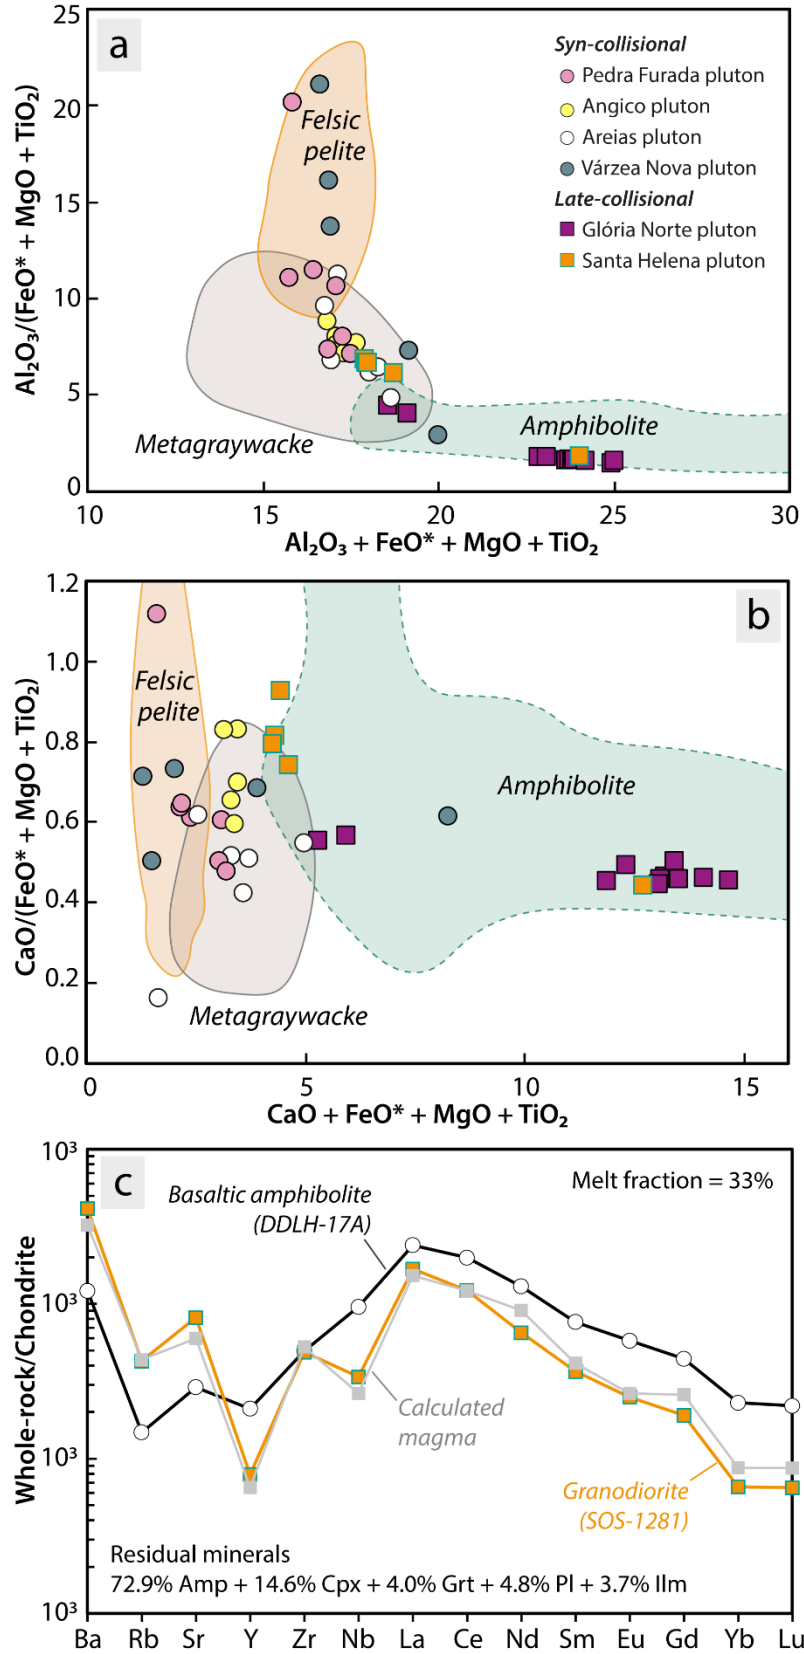 a
25
20
15
10
5
0
10
15
20
25
30
Al₂O₃/(FeO* + MgO + TiO₂)
Al₂O₃ + FeO* + MgO + TiO₂
Syn-collisional
Pedra Furada pluton
Angico pluton
Areias pluton
Várzea Nova pluton
Late-collisional
Glória Norte pluton
Santa Helena pluton
Felsic
pelite
Metagraywacke
Amphibolite
b
1.2
1.0
0.8
0.6
0.4
0.2
0.0
0
5
10
15
CaO/(FeO* + MgO + TiO₂)
CaO + FeO* + MgO + TiO₂
Felsic
pelite
Amphibolite
Metagraywacke
c
10³
10³
10³
10³
Whole-rock/Chondrite
Basaltic amphibolite
(DDLH-17A)
Melt fraction = 33%
Calculated
magma
Granodiorite
(SOS-1281)
Residual minerals
72.9% Amp + 14.6% Cpx + 4.0% Grt + 4.8% Pl + 3.7% Ilm
Ba Rb Sr Y Zr Nb La Ce Nd Sm Eu Gd Yb Lu